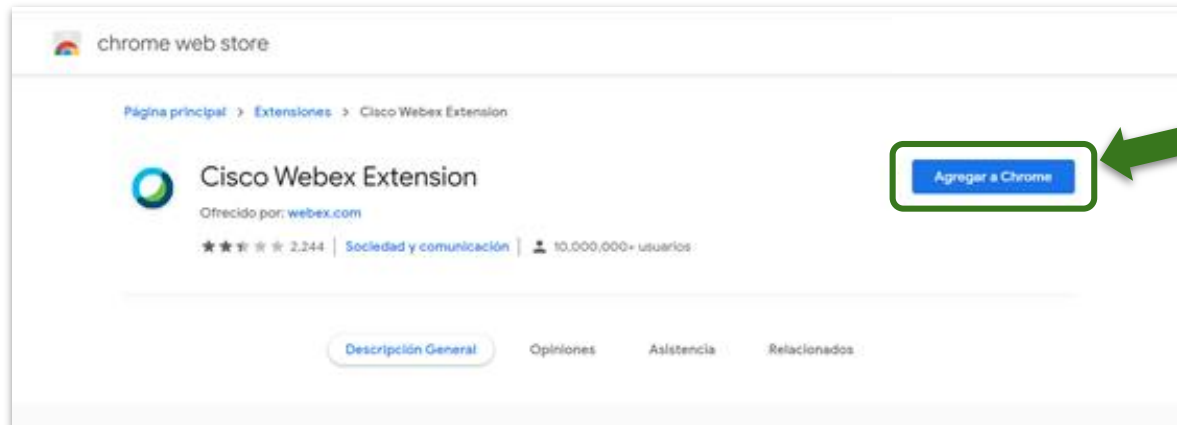 chrome web store
Página principal > Extensiones > Cisco Webex Extension
Cisco Webex Extension
Agregar a Chrome
Ofrecido por: webex.com
2,244 | Sociedad y comunicación | 10,000,000+ usuarios
Descripción General Opiniones Asistencia Relacionados